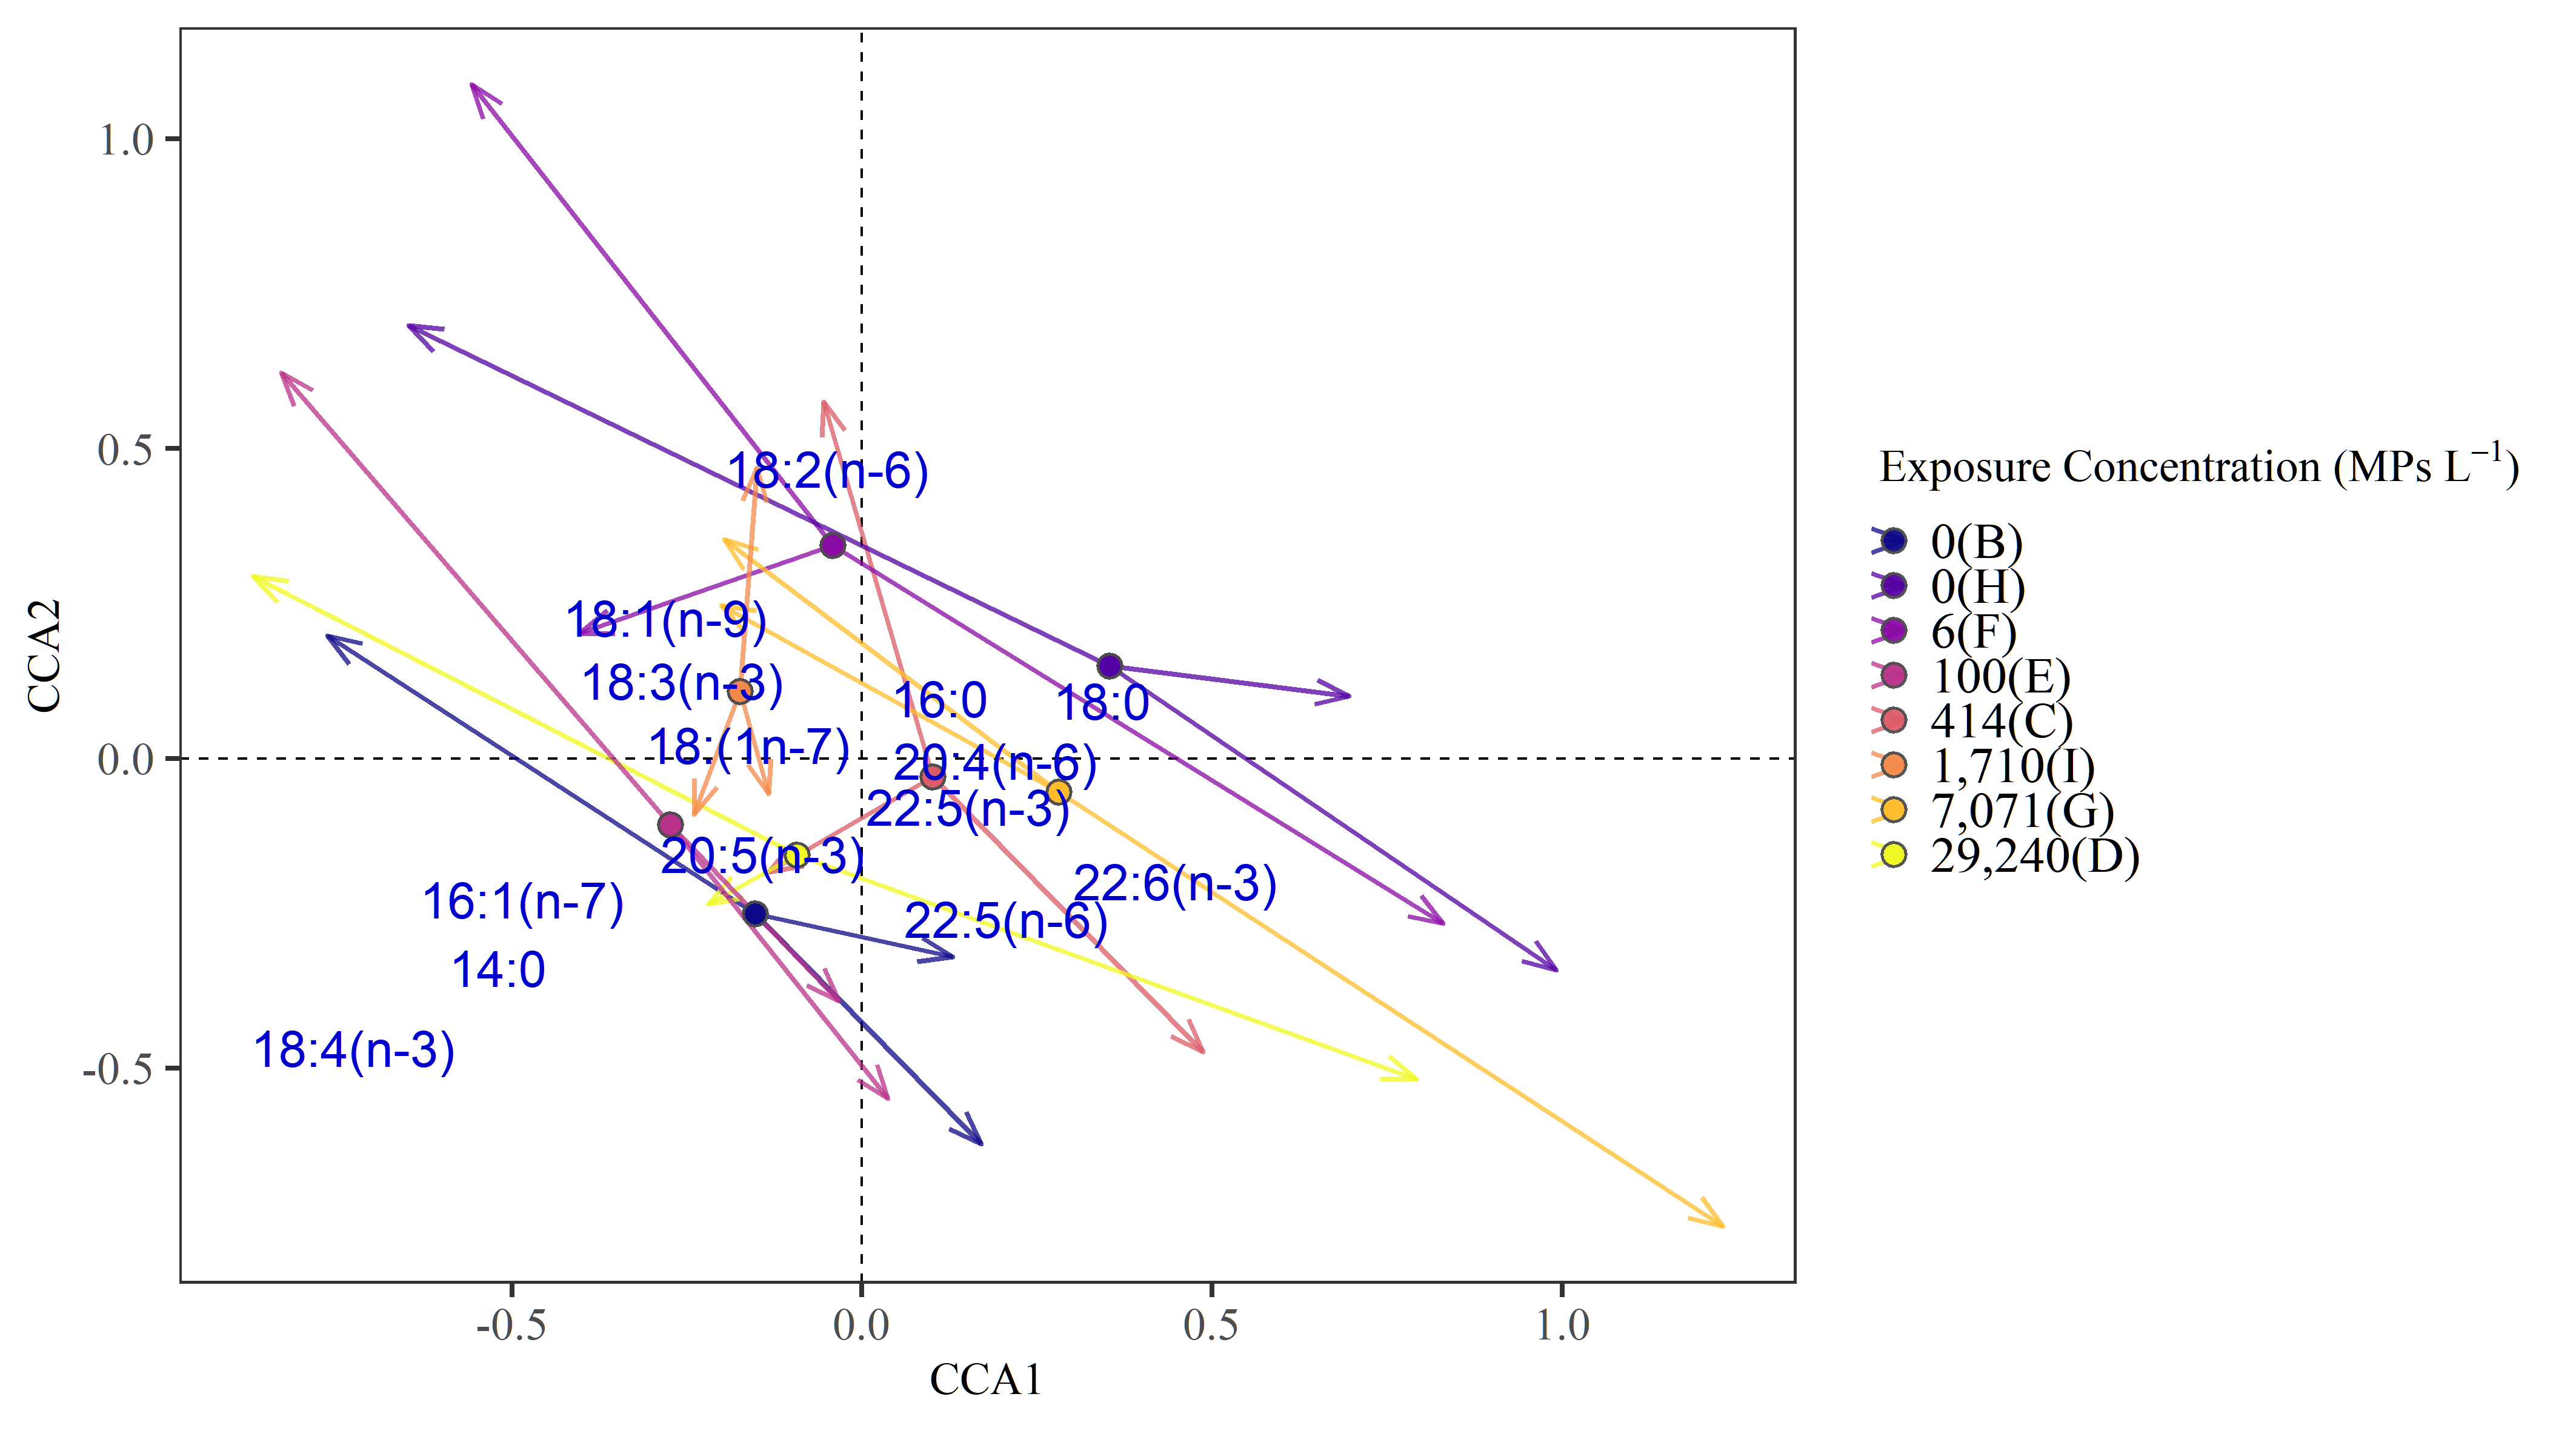 1.0
0.5
0.0
-0.5
CCA2
18:2(n-6)
18:1(n-9)
18:3(n-3)
16:0
18:0
18:(1n-7)
20:4(n-6)
22:5(n-3)
20:5(n-3)
22:6(n-3)
16:1(n-7)
22:5(n-6)
14:0
18:4(n-3)
-0.5
0.0
0.5
1.0
CCA1
Exposure Concentration (MPs L⁻¹)
0(B)
0(H)
6(F)
100(E)
414(C)
1,710(I)
7,071(G)
29,240(D)